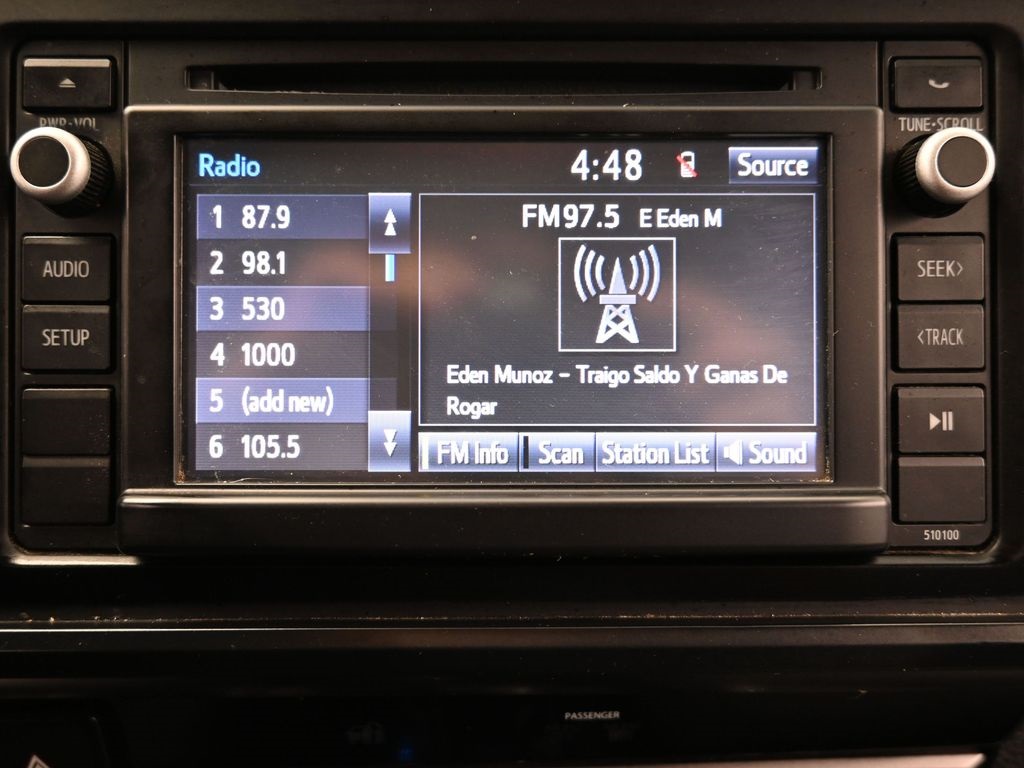 PWR•VOL
TUNE•SCROLL
Radio
4:48
Source
1 87.9
2 98.1
3 530
4 1000
5 (add new)
6 105.5
FM97.5 E Eden M
Eden Munoz - Traigo Saldo Y Ganas De
Rogar
FM Info
Scan
Station List
Sound
AUDIO
SETUP
SEEK>
<TRACK
510100
PASSENGER